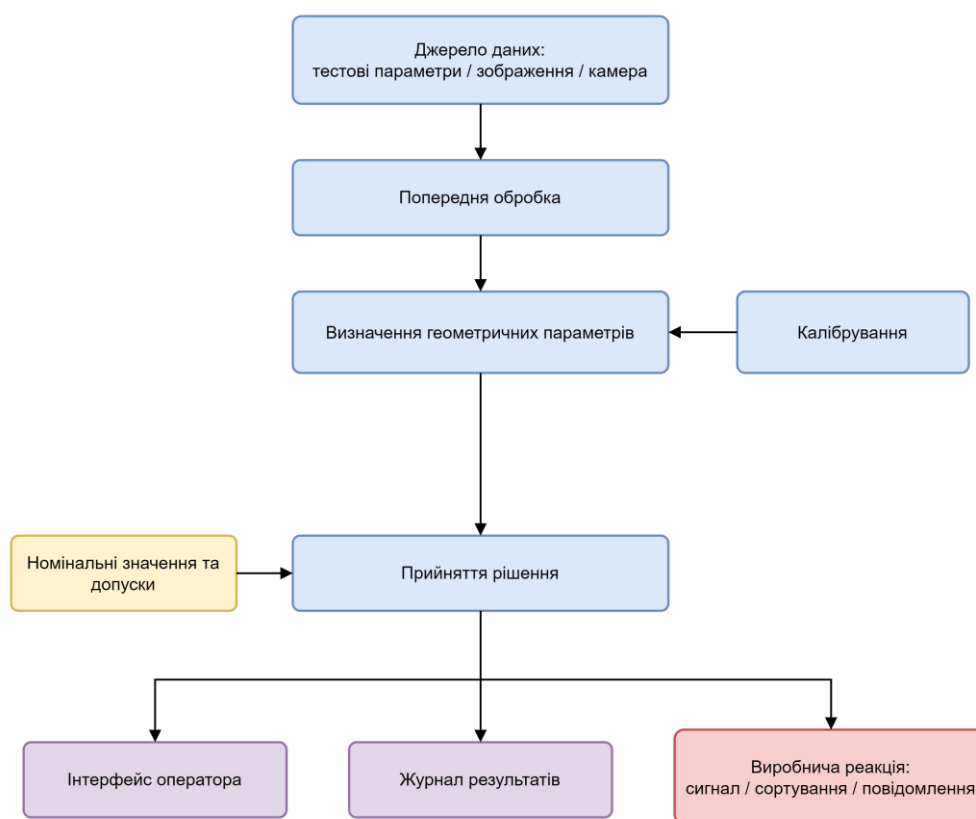 Джерело даних:
тестові параметри / зображення / камера
Попередня обробка
Визначення геометричних параметрів
Калібрування
Номінальні значення та
допуски
Прийняття рішення
Інтерфейс оператора
Журнал результатів
Виробнича реакція:
сигнал / сортування / повідомлення